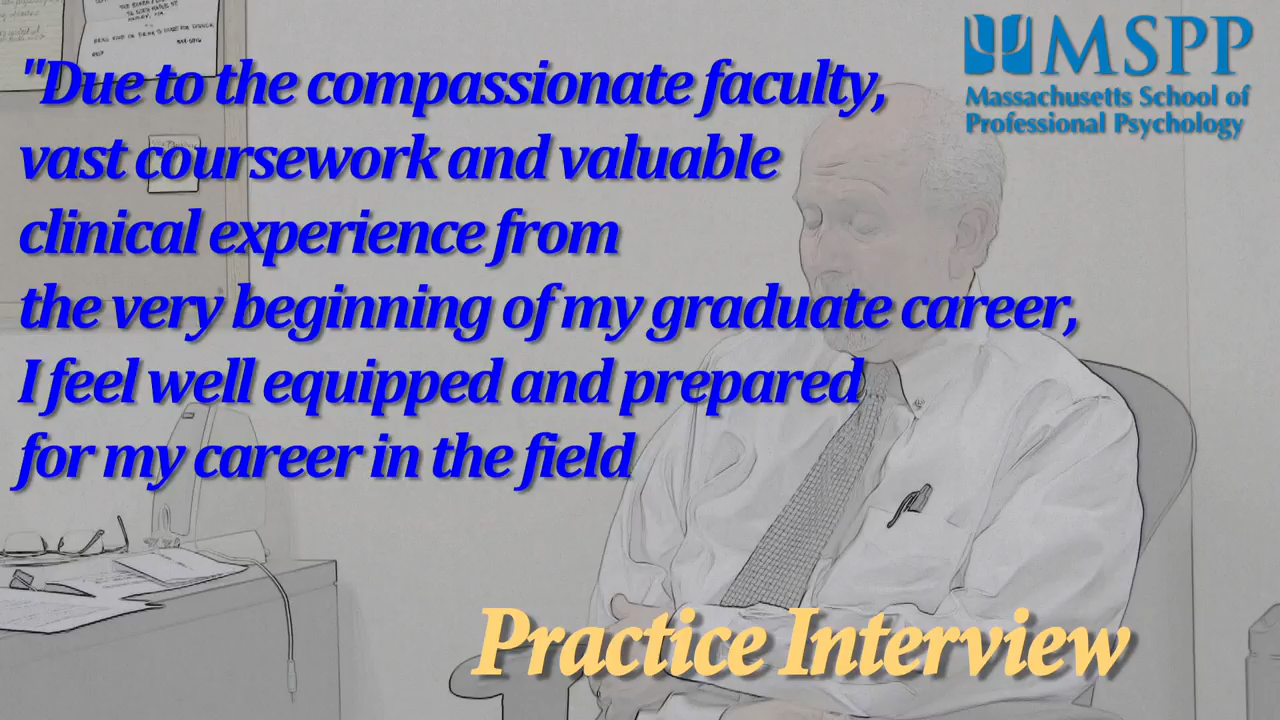 MSPP
Massachusetts School of
Professional Psychology
"Due to the compassionate faculty,
vast coursework and valuable
clinical experience from
the very beginning of my graduate career,
I feel well equipped and prepared
for my career in the field
Practice Interview